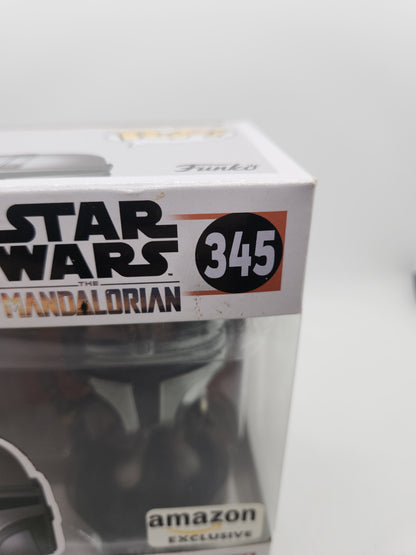 Funko
STAR
WARS
345
THE
MANDALORIAN
amazon
EXCLUSIVE